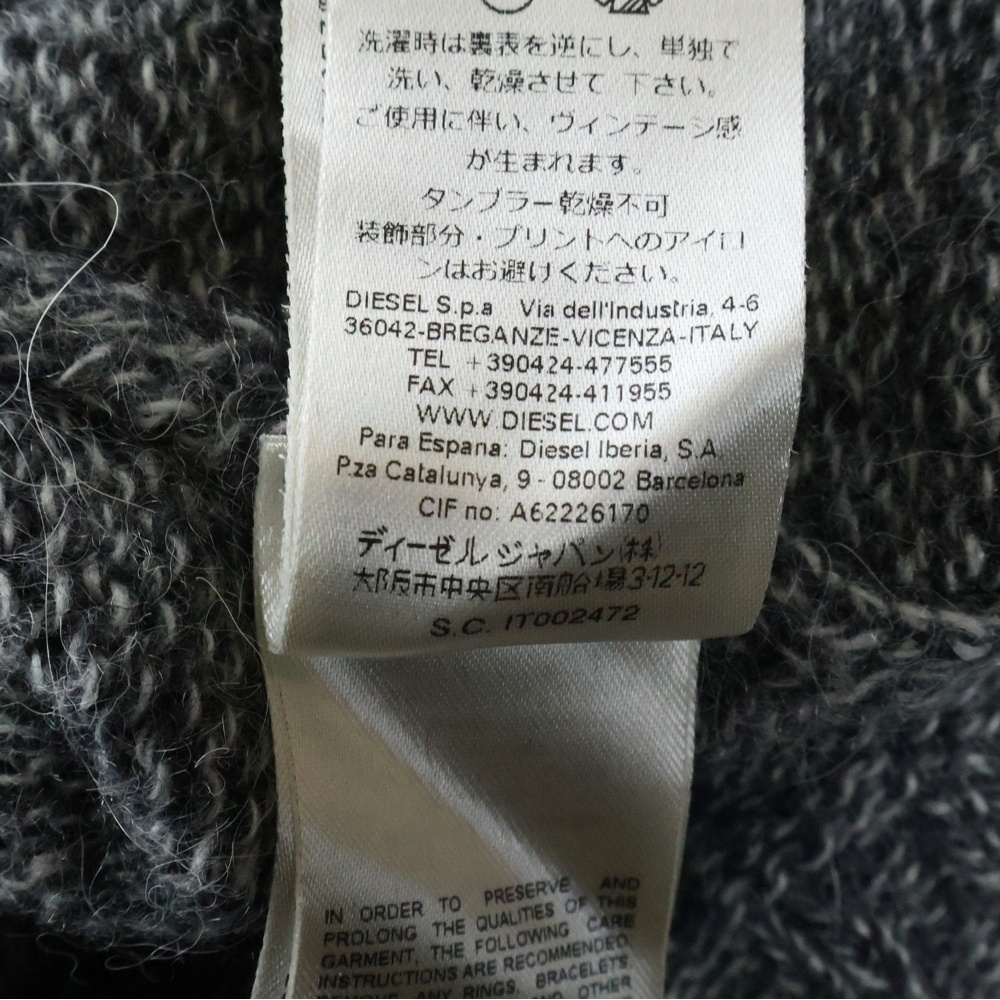 洗濯時は裏表を逆にし、単独で
洗い、乾燥させて 下さい。
ご使用に伴い、ヴィンテージ感
が生まれます。
タンブラー乾燥不可
装飾部分・プリントへのアイロ
ンはお避けください。
DIESEL S.p.a Via dell'Industria, 4-6
36042-BREGANZE-VICENZA-ITALY
TEL +390424-477555
FAX +390424-411955
WWW.DIESEL.COM
Para Espana: Diesel Iberia, S.A
Pza Catalunya, 9 - 08002 Barcelona
CIF no: A62226170
ディーゼルジャパン(株)
大阪市中央区南船場3-12-12
S.C. IT002472
IN ORDER TO PRESERVE AND
PROLONG THE QUALITIES OF THIS
GARMENT, THE FOLLOWING CARE
INSTRUCTIONS ARE RECOMMENDED.
REMOVE ANY RINGS, BRACELETS,
AND OTHER